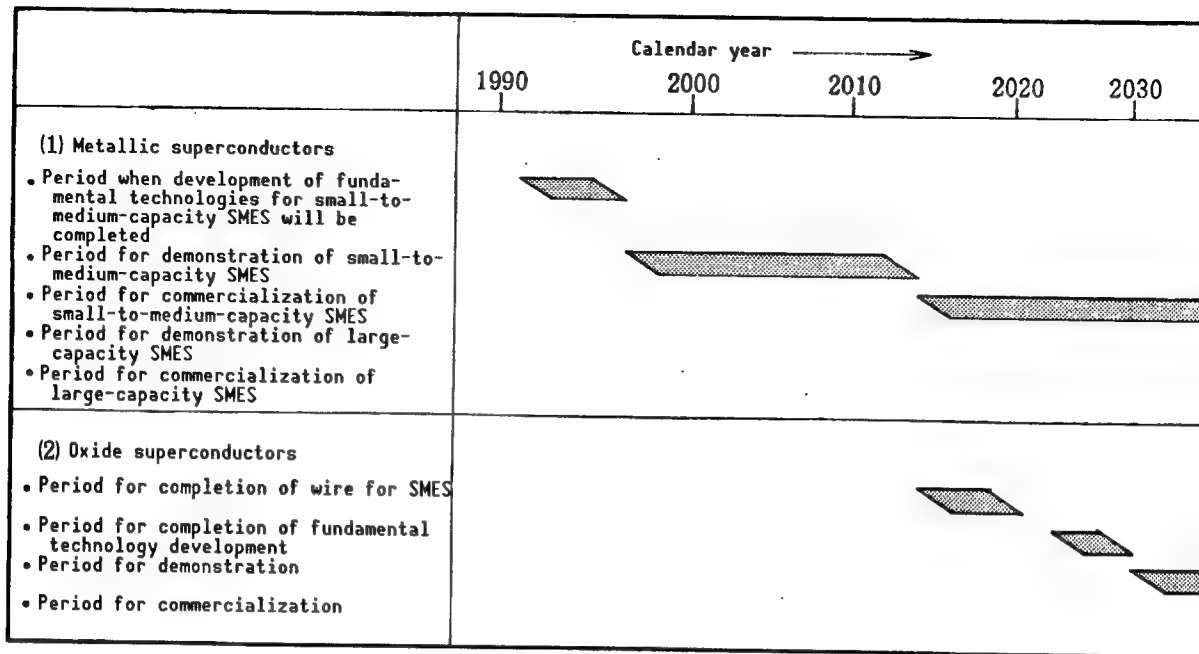 Calendar year
1990 2000 2010 2020 2030
(1) Metallic superconductors
• Period when development of funda-
mental technologies for small-to-
medium-capacity SMES will be
completed
• Period for demonstration of small-to-
medium-capacity SMES
• Period for commercialization of
small-to-medium-capacity SMES
• Period for demonstration of large-
capacity SMES
• Period for commercialization of
large-capacity SMES
(2) Oxide superconductors
• Period for completion of wire for SMES
• Period for completion of fundamental
technology development
• Period for demonstration
• Period for commercialization